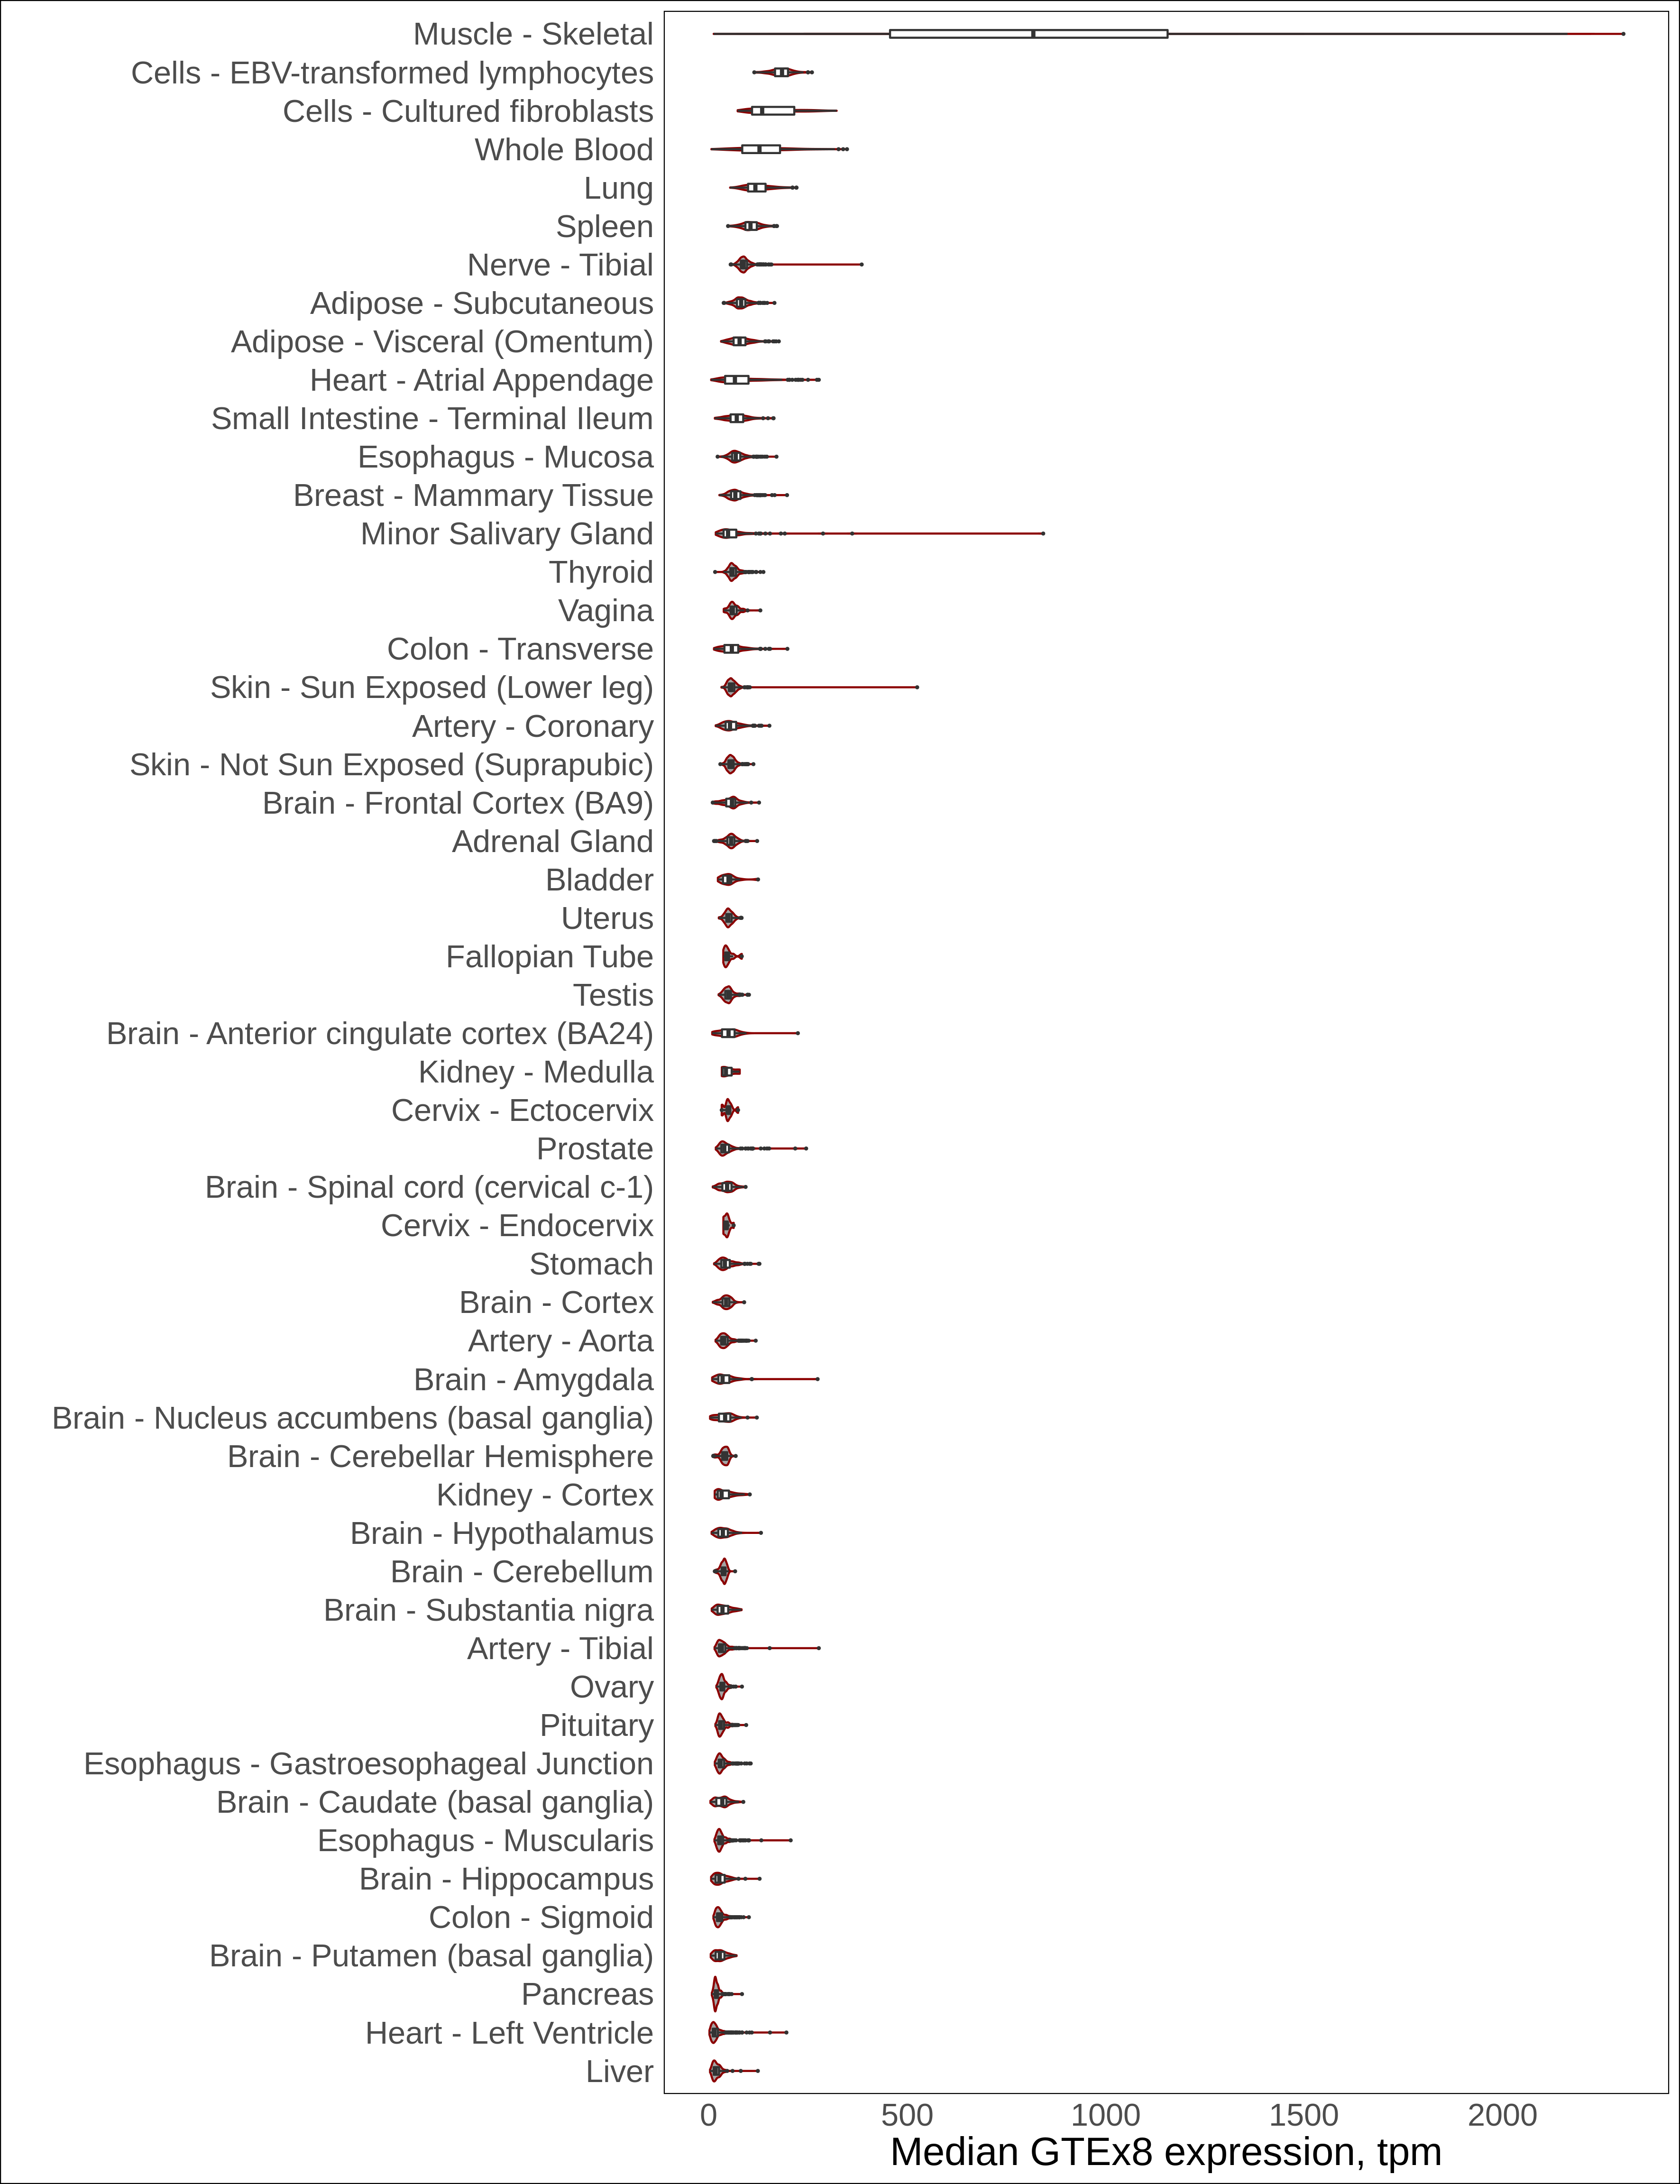 Muscle - Skeletal
Cells - EBV-transformed lymphocytes
Cells - Cultured fibroblasts
Whole Blood
Lung
Spleen
Nerve - Tibial
Adipose - Subcutaneous
Adipose - Visceral (Omentum)
Heart - Atrial Appendage
Small Intestine - Terminal Ileum
Esophagus - Mucosa
Breast - Mammary Tissue
Minor Salivary Gland
Thyroid
Vagina
Colon - Transverse
Skin - Sun Exposed (Lower leg)
Artery - Coronary
Skin - Not Sun Exposed (Suprapubic)
Brain - Frontal Cortex (BA9)
Adrenal Gland
Bladder
Uterus
Fallopian Tube
Testis
Brain - Anterior cingulate cortex (BA24)
Kidney - Medulla
Cervix - Ectocervix
Prostate
Brain - Spinal cord (cervical c-1)
Cervix - Endocervix
Stomach
Brain - Cortex
Artery - Aorta
Brain - Amygdala
Brain - Nucleus accumbens (basal ganglia)
Brain - Cerebellar Hemisphere
Kidney - Cortex
Brain - Hypothalamus
Brain - Cerebellum
Brain - Substantia nigra
Artery - Tibial
Ovary
Pituitary
Esophagus - Gastroesophageal Junction
Brain - Caudate (basal ganglia)
Esophagus - Muscularis
Brain - Hippocampus
Colon - Sigmoid
Brain - Putamen (basal ganglia)
Pancreas
Heart - Left Ventricle
Liver
0 500 1000 1500 2000
Median GTEx8 expression, tpm